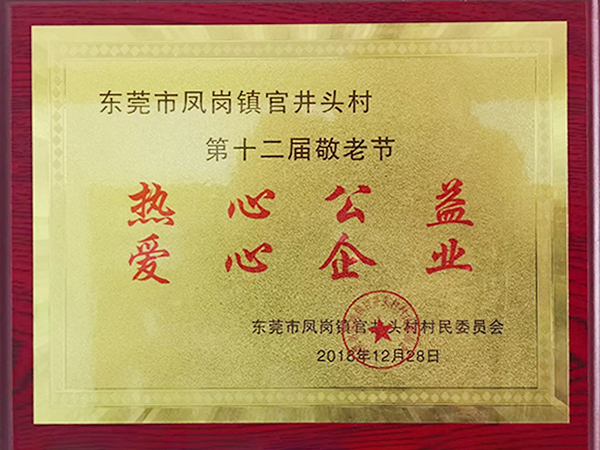 东莞市凤岗镇官井头村
第十二届敬老节
热心公益
爱心企业
东莞市凤岗镇官井头村村民委员会
2018年12月28日